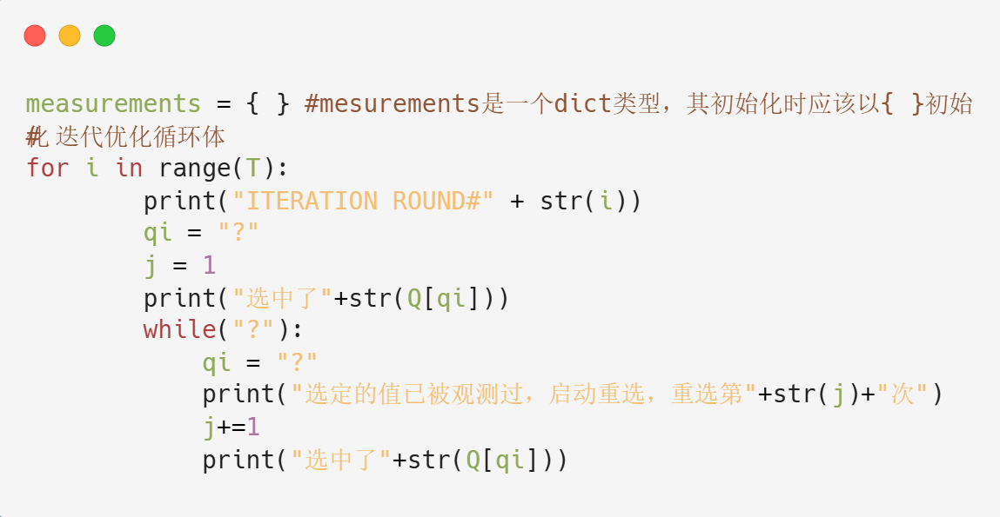 measurements = { } #mesurements是一个dict类型，其初始化时应该以{ }初始化
# 迭代优化循环体
for i in range(T):
        print("ITERATION ROUND#" + str(i))
        qi = "?"
        j = 1
        print("选中了"+str(Q[qi]))
        while("?"):
            qi = "?"
            print("选定的值已被观测过，启动重选，重选第"+str(j)+"次")
            j+=1
            print("选中了"+str(Q[qi]))